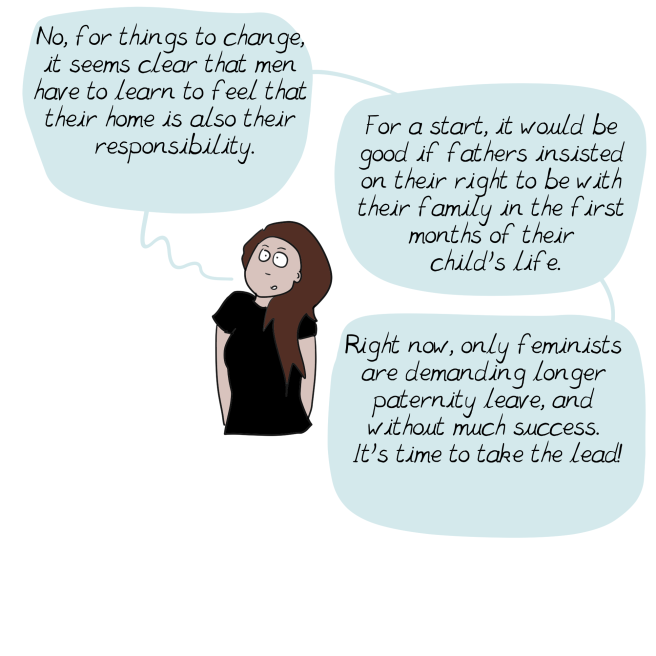 No, for things to change,
it seems clear that men
have to learn to feel that
their home is also their
responsibility.
For a start, it would be
good if fathers insisted
on their right to be with
their family in the first
months of their
child's life.
Right now, only feminists
are demanding longer
paternity leave, and
without much success.
It's time to take the lead!